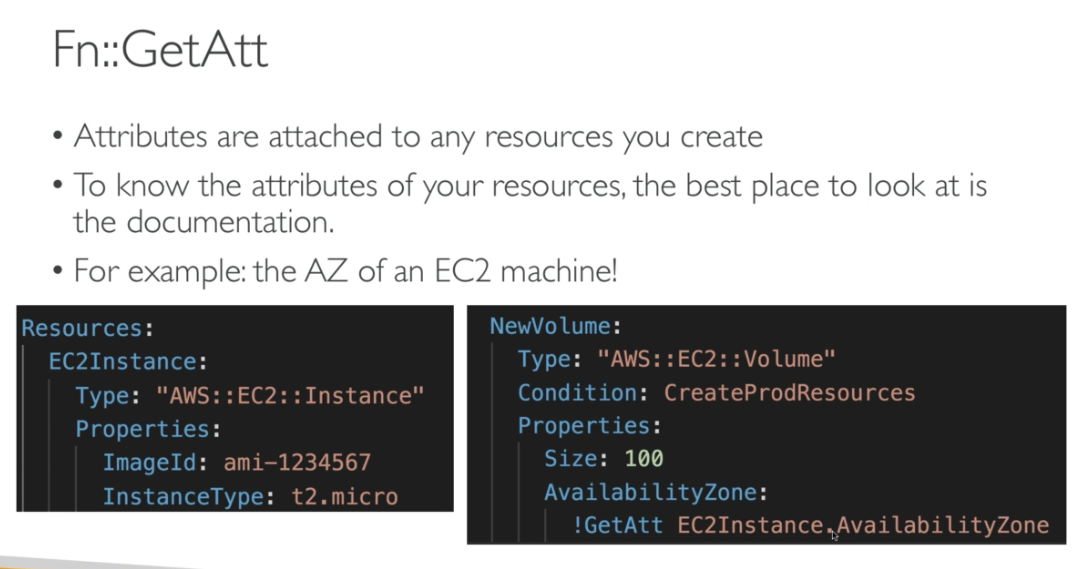 Fn::GetAtt
• Attributes are attached to any resources you create
• To know the attributes of your resources, the best place to look at is
the documentation.
• For example: the AZ of an EC2 machine!
Resources:
EC2Instance:
Type: "AWS::EC2::Instance"
Properties:
ImageId: ami-1234567
InstanceType: t2.micro
NewVolume:
Type: "AWS::EC2::Volume"
Condition: CreateProdResources
Properties:
Size: 100
AvailabilityZone:
!GetAtt EC2Instance.AvailabilityZone